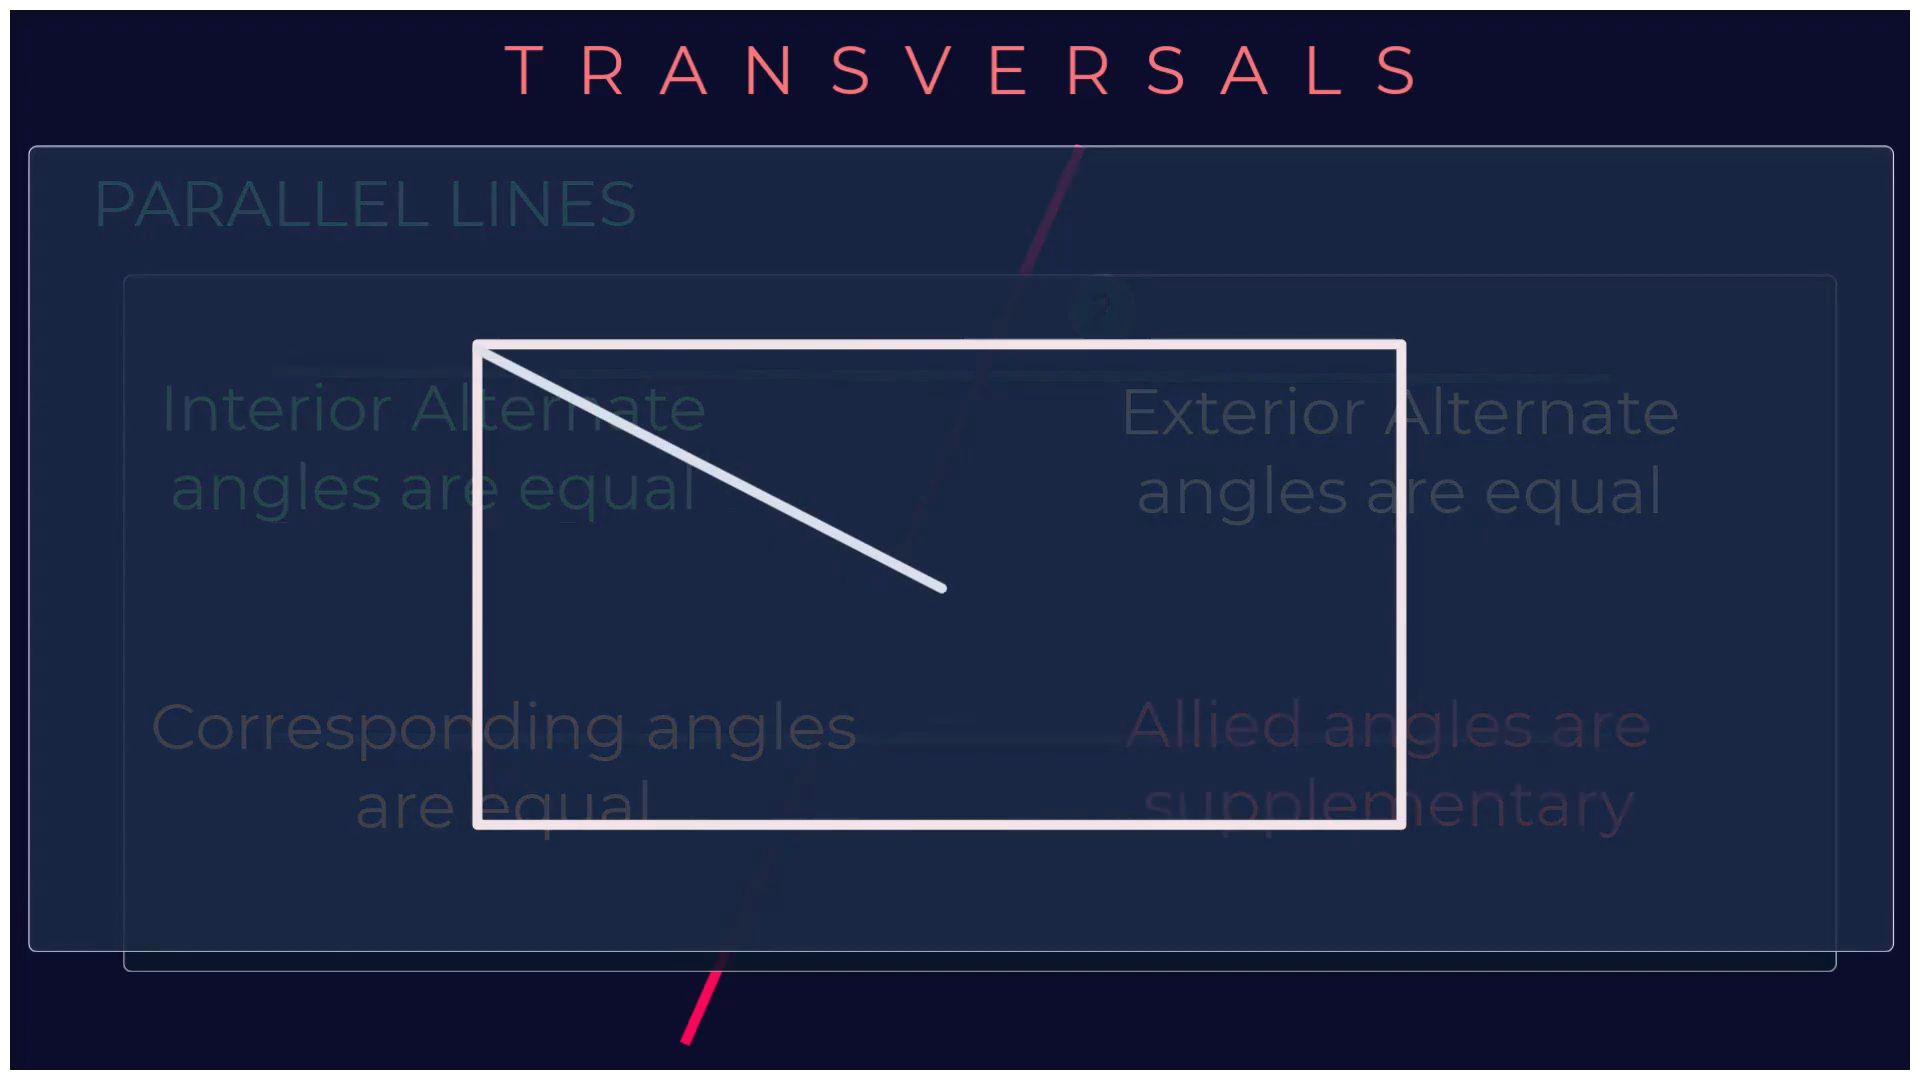 TRANSVERSALS
PARALLEL LINES
?
Interior Alternate
angles are equal
Exterior Alternate
angles are equal
Corresponding angles
are equal
Allied angles are
supplementary